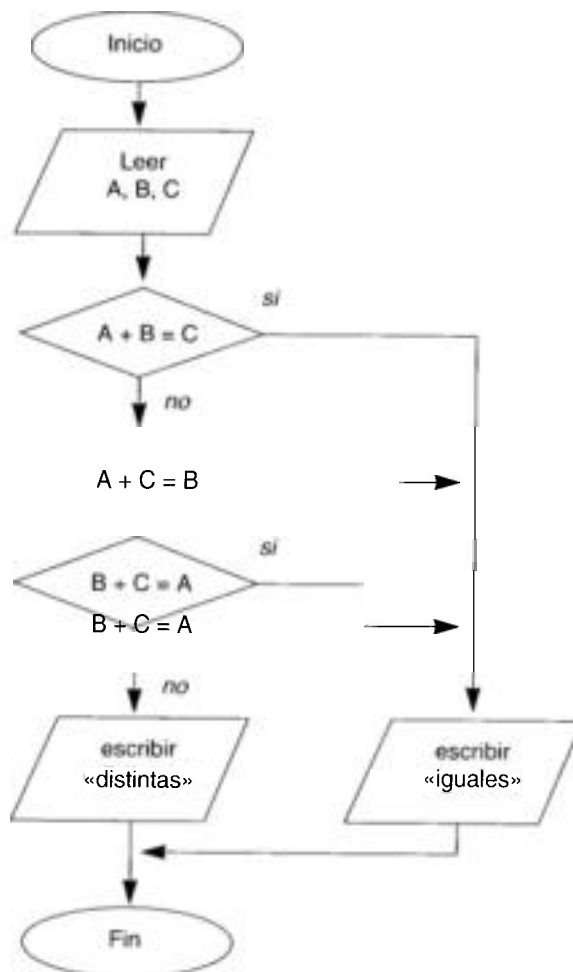 Inicio
Leer
A, B, C
si
A + B = C
no
A + C = B
si
B + C = A
B + C = A
no
escribir
«distintas»
escribir
«iguales»
Fin